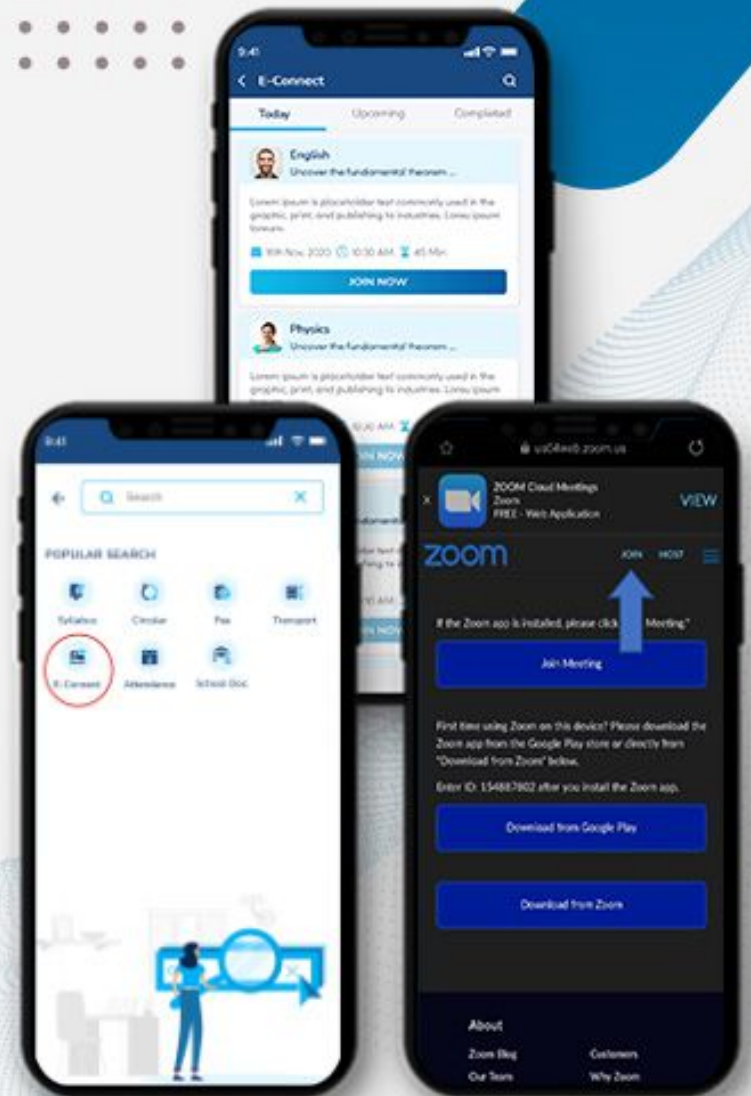 9:41
E-Connect
Today Upcoming Completed
English
Uncover the fundamental theorem ...
Lorem ipsum is placeholder text commonly used in the
graphic, print, and publishing to industries. Lorem ipsum
16th Nov, 2020 10:30 AM 45 Min
JOIN NOW
Physics
Uncover the fundamental theorem ...
Lorem ipsum is placeholder text commonly used in the
graphic, print, and publishing to industries. Lorem ipsum
10:30 AM
9:41
Search
POPULAR SEARCH
Syllabus Circular Transport
E-Connect Attendance School Doc
us04web.zoom.us
ZOOM Cloud Meetings
Zoom
FREE - Web Application
VIEW
zoom
JOIN HOST
If the Zoom app is installed, please click Meeting."
Join Meeting
First time using Zoom on this device? Please download the
Zoom app from the Google Play store or directly from
"Download from Zoom" below.
Enter ID: 154887802 after you install the Zoom app.
Download from Google Play
Download from Zoom
About
Zoom Blog Customers
Our Team Why Zoom